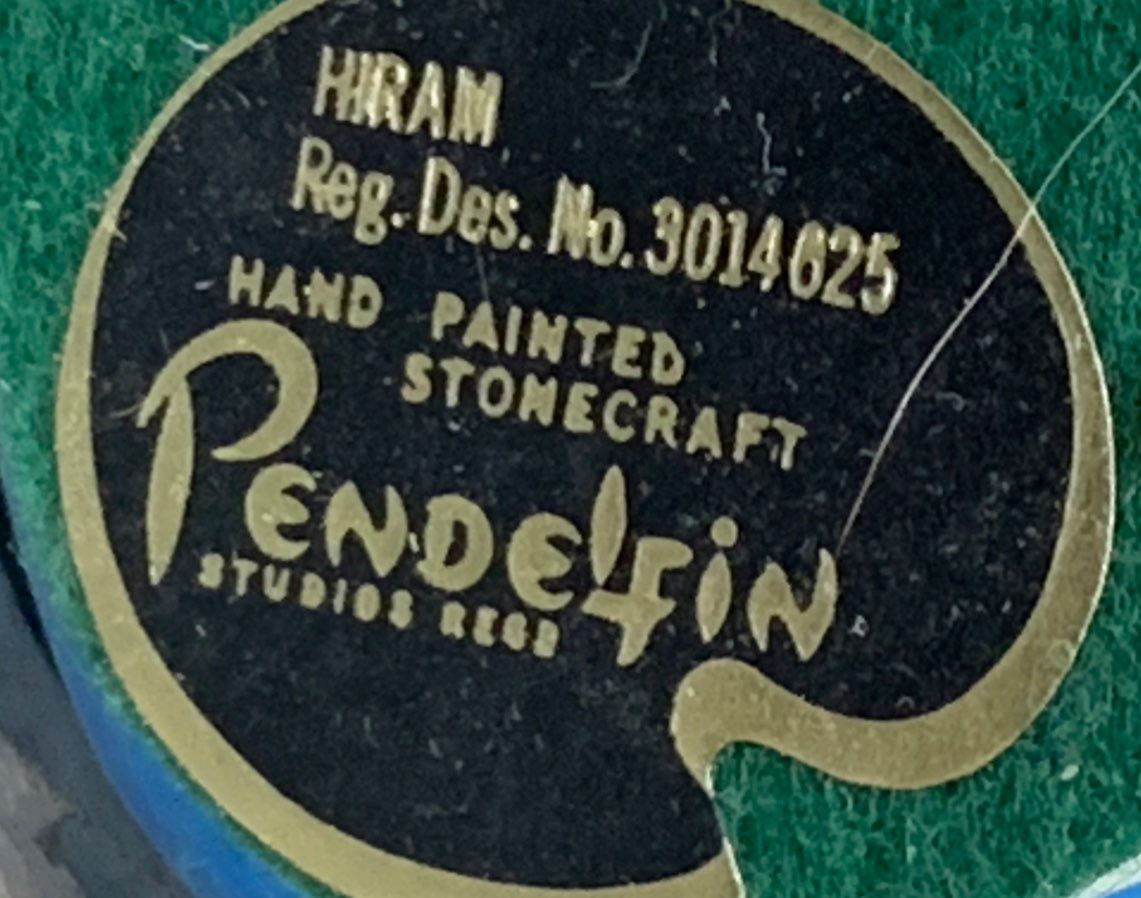 HIRAM
Reg. Des. No. 3014625
HAND PAINTED
STONECRAFT
PENDELFIN
STUDIOS REGD